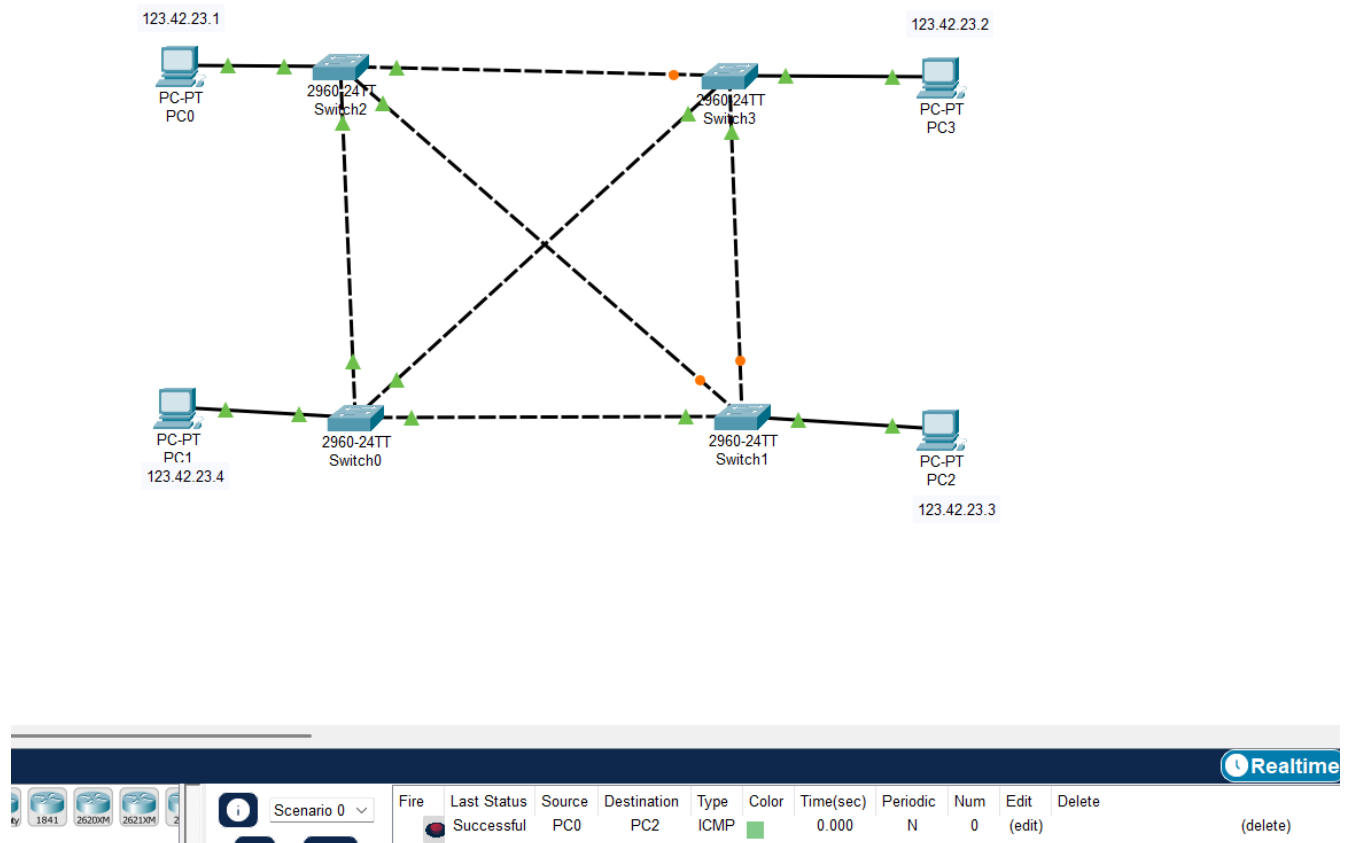 123.42.23.1
123.42.23.2
PC-PT
PC0
2960-24TT
Switch2
2960-24TT
Switch3
PC-PT
PC3
PC-PT
PC1
123.42.23.4
2960-24TT
Switch0
2960-24TT
Switch1
PC-PT
PC2
123.42.23.3
Realtime
1841
2620XM
2621XM
Scenario 0
Fire Last Status Source Destination Type Color Time(sec) Periodic Num Edit Delete
Successful PC0 PC2 ICMP 0.000 N 0 (edit) (delete)